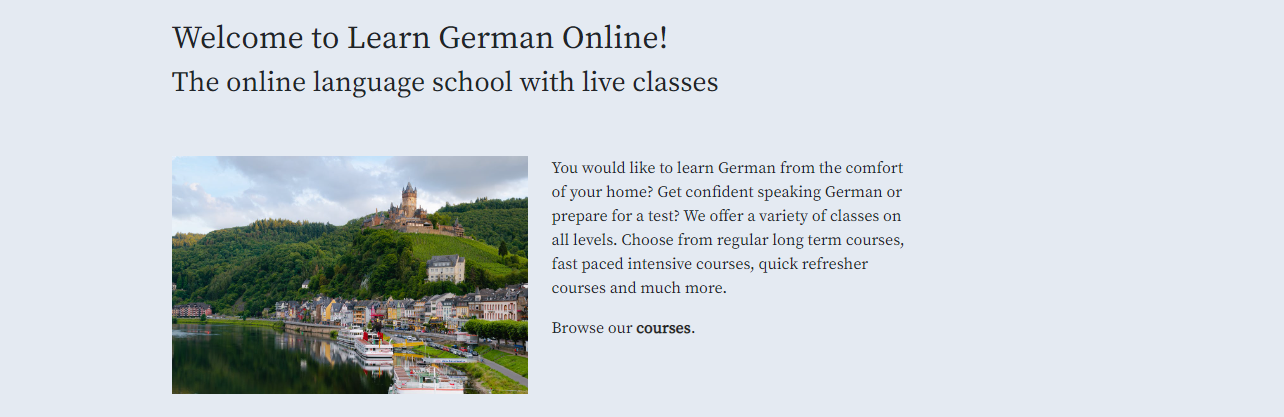 Welcome to Learn German Online!
The online language school with live classes
You would like to learn German from the comfort
of your home? Get confident speaking German or
prepare for a test? We offer a variety of classes on
all levels. Choose from regular long term courses,
fast paced intensive courses, quick refresher
courses and much more.
Browse our courses.